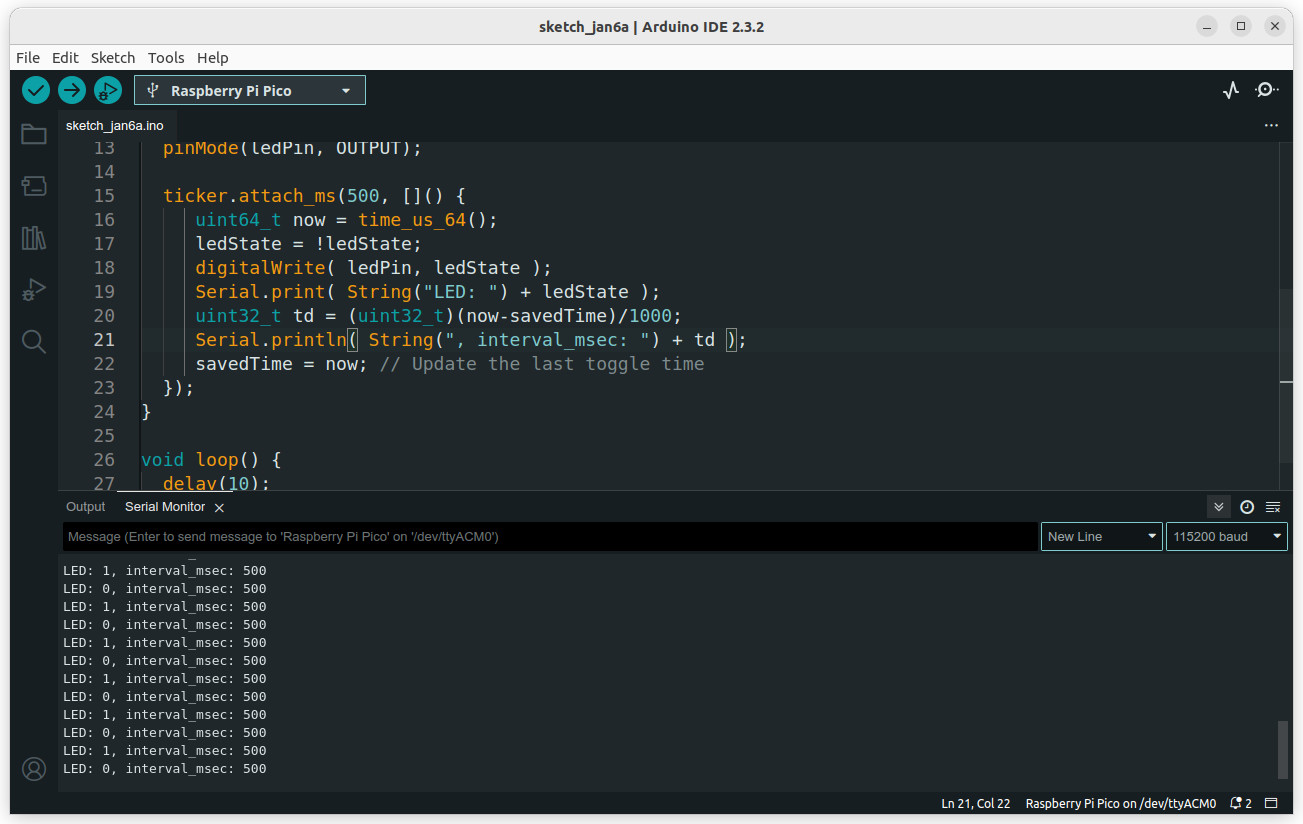 sketch_jan6a | Arduino IDE 2.3.2
File Edit Sketch Tools Help
Raspberry Pi Pico
sketch_jan6a.ino
13 pinMode(ledPin, OUTPUT);
14
15 ticker.attach_ms(500, []() {
16 uint64_t now = time_us_64();
17 ledState = !ledState;
18 digitalWrite( ledPin, ledState );
19 Serial.print( String("LED: ") + ledState );
20 uint32_t td = (uint32_t)(now-savedTime)/1000;
21 Serial.println( String(", interval_msec: ") + td );
22 savedTime = now; // Update the last toggle time
23 });
24 }
25
26 void loop() {
27 delay(10);
Output Serial Monitor
Message (Enter to send message to 'Raspberry Pi Pico' on '/dev/ttyACM0') New Line 115200 baud
LED: 1, interval_msec: 500
LED: 0, interval_msec: 500
LED: 1, interval_msec: 500
LED: 0, interval_msec: 500
LED: 1, interval_msec: 500
LED: 0, interval_msec: 500
LED: 1, interval_msec: 500
LED: 0, interval_msec: 500
LED: 1, interval_msec: 500
LED: 0, interval_msec: 500
LED: 1, interval_msec: 500
LED: 0, interval_msec: 500
Ln 21, Col 22 Raspberry Pi Pico on /dev/ttyACM0 2